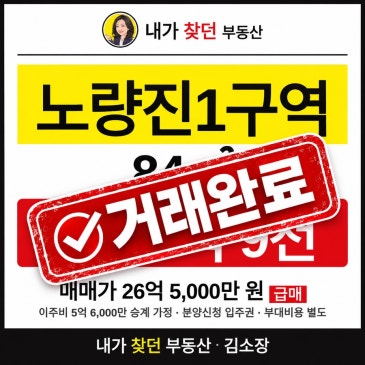 내가 찾던 부동산
노량진1구역
거래완료
매매가 26억 5,000만 원 급매
이주비 5억 6,000만 승계 가정 · 분양신청 입주권 · 부대비용 별도
내가 찾던 부동산 · 김소장